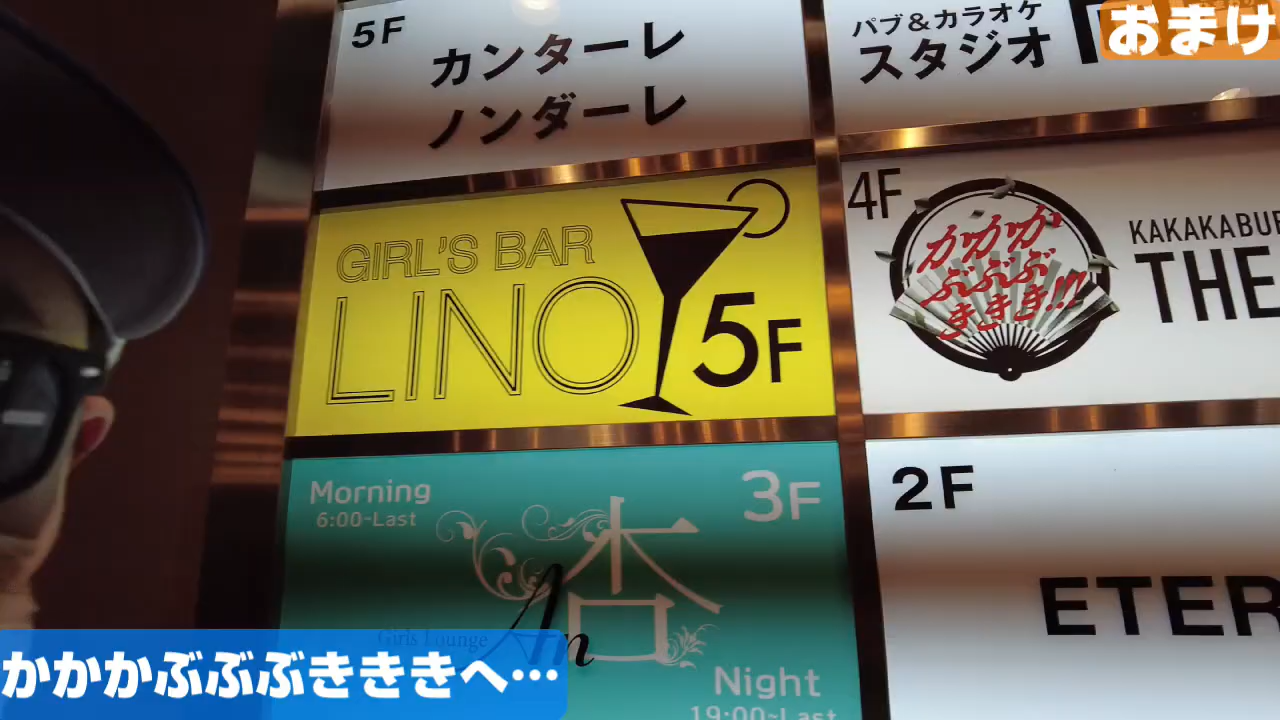 5F
カンターレ
ノンダーレ
パブ&カラオケ
スタジオ
おまけ
GIRL'S BAR
LINO
5F
4F
かかか
ぶぶぶ
ききき!!!
THE
Morning
6:00-Last
3F
杏
An
Girls Lounge
Night
19:00~Last
2F
かかかぶぶぶきききへ…